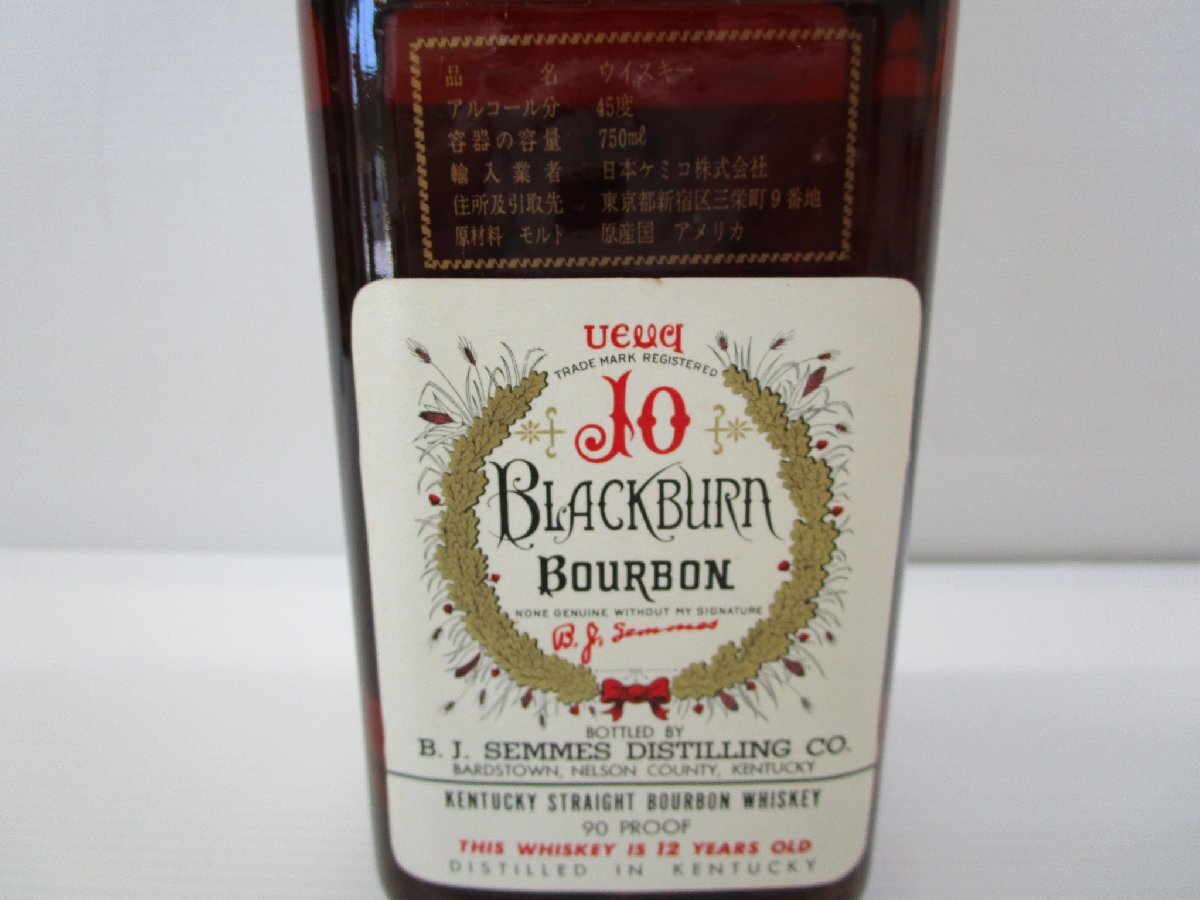 品名 ウイスキー
アルコール分 45度
容器の容量 750ml
輸入業者 日本ケミコ株式会社
住所及引取先 東京都新宿区三栄町9番地
原材料 モルト 原産国 アメリカ
TRADE MARK REGISTERED
JO
BLACKBURN
BOURBON
NONE GENUINE WITHOUT MY SIGNATURE
B. J. Semmes
BOTTLED BY
B. J. SEMMES DISTILLING CO.
BARDSTOWN, NELSON COUNTY, KENTUCKY
KENTUCKY STRAIGHT BOURBON WHISKEY
90 PROOF
THIS WHISKEY IS 12 YEARS OLD
DISTILLED IN KENTUCKY